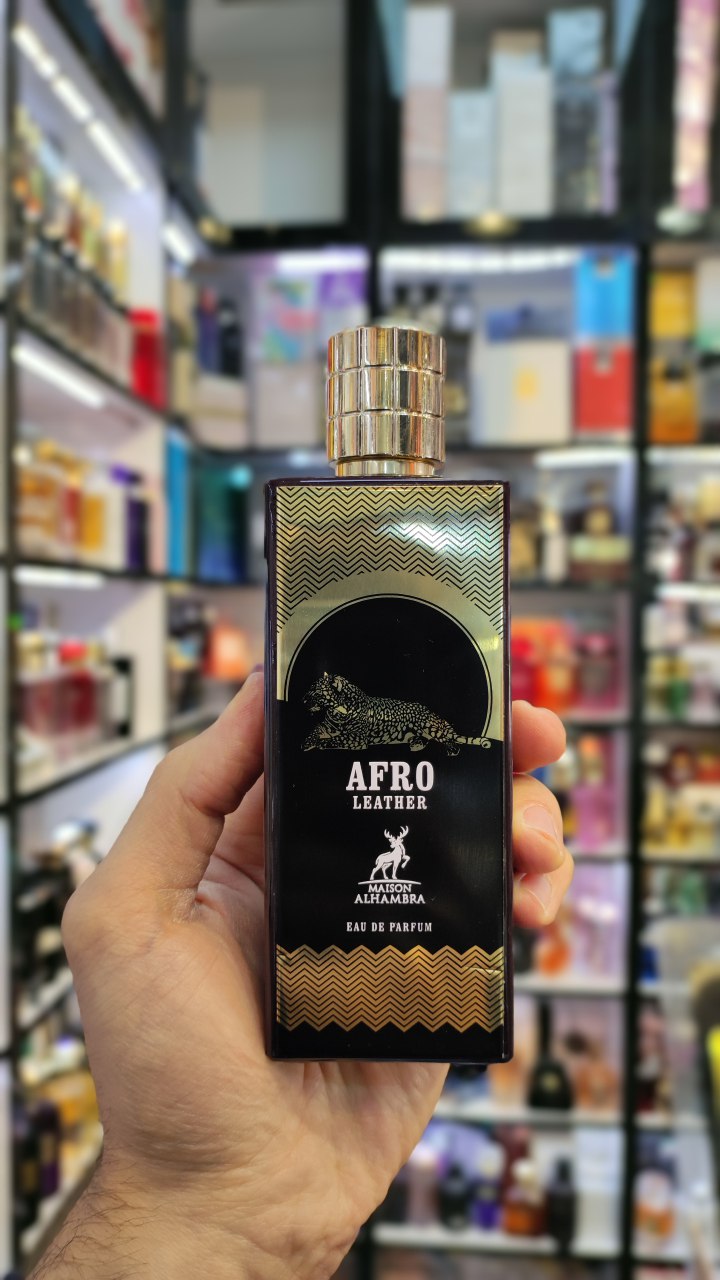 AFRO
LEATHER
MAISON
ALHAMBRA
EAU DE PARFUM